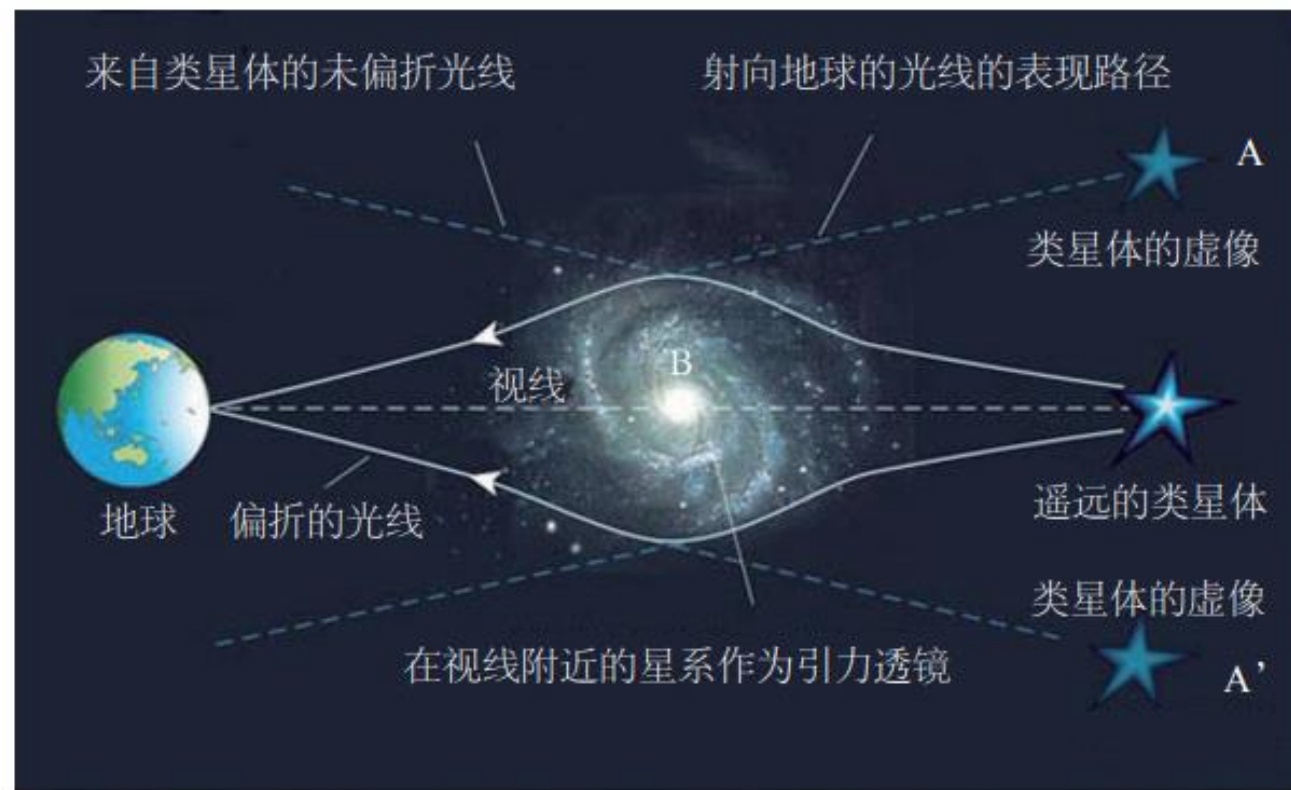 来自类星体的未偏折光线
射向地球的光线的表现路径
A
类星体的虚像
B
视线
地球
偏折的光线
遥远的类星体
类星体的虚像
在视线附近的星系作为引力透镜
A’